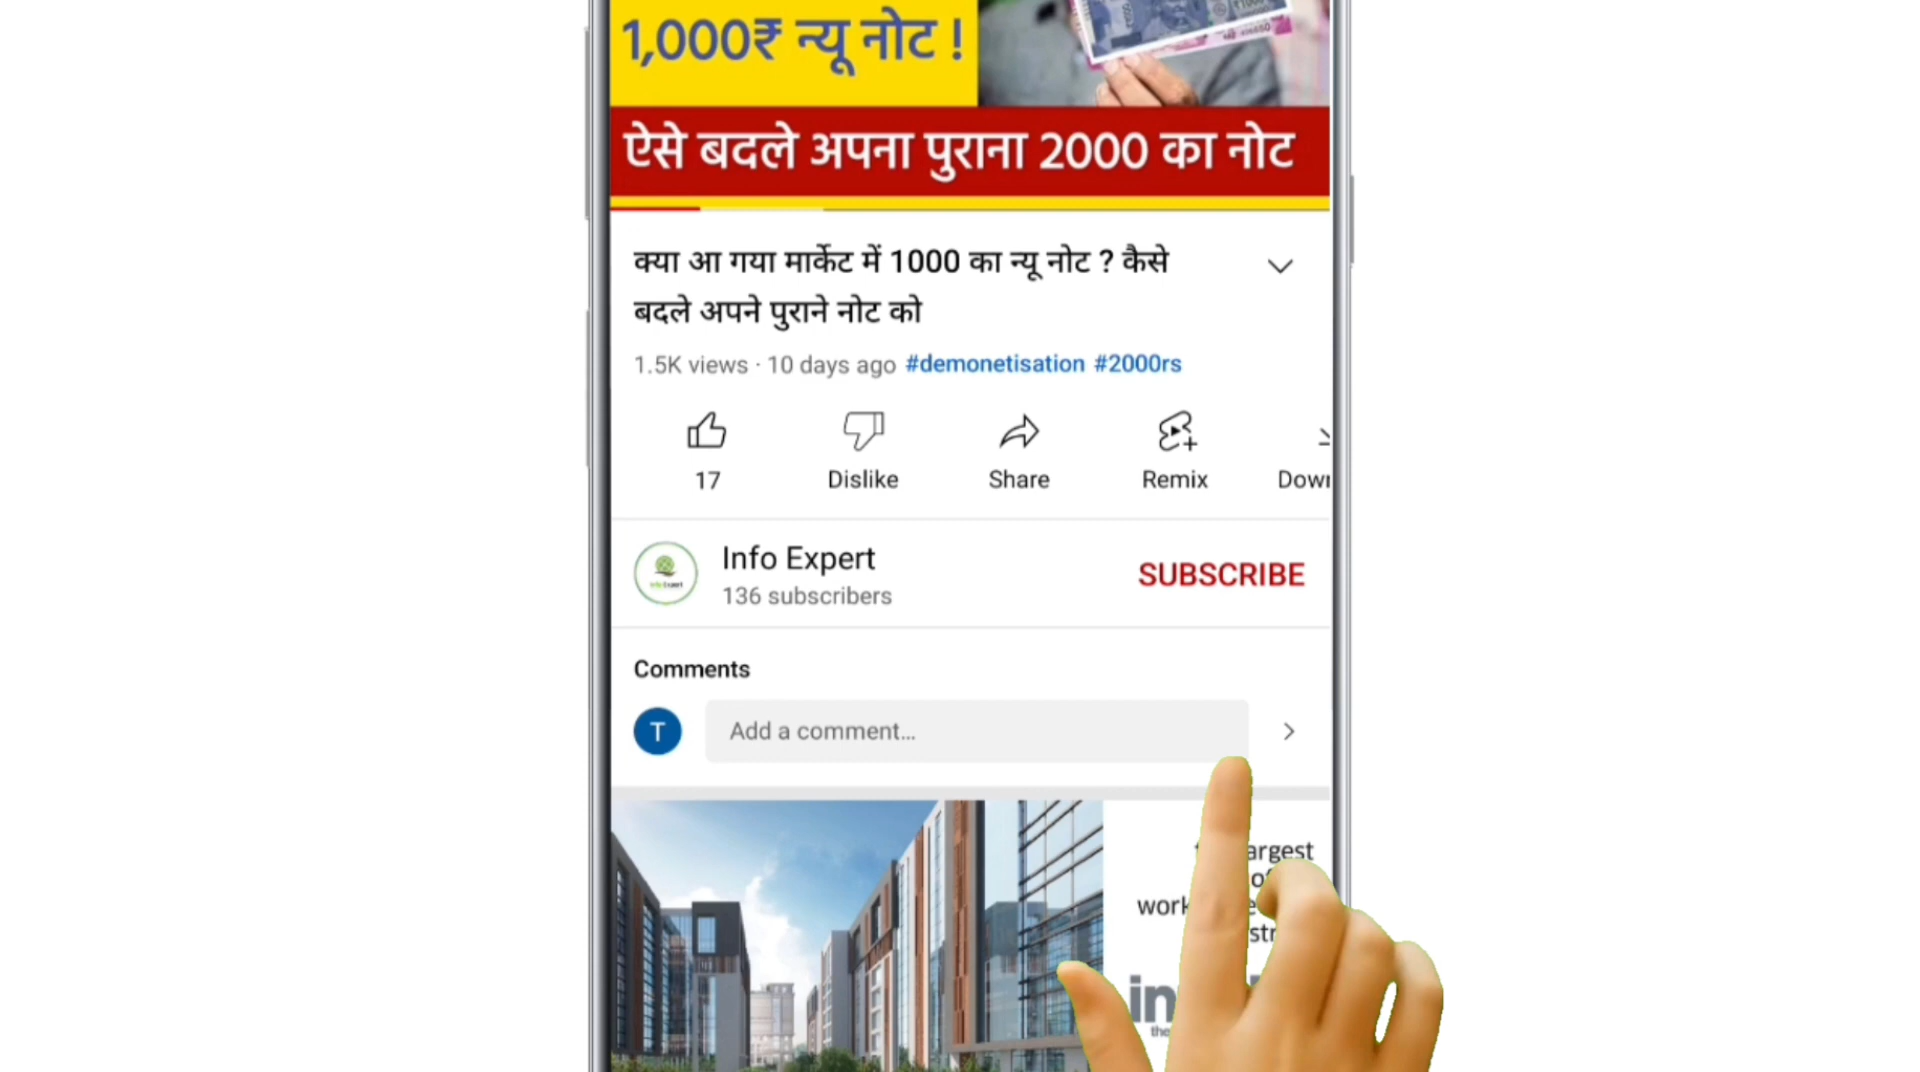 1,000₹ न्यू नोट !
ऐसे बदले अपना पुराना 2000 का नोट
क्या आ गया मार्केट में 1000 का न्यू नोट ? कैसे
बदले अपने पुराने नोट को
1.5K views · 10 days ago #demonetisation #2000rs
17 Dislike Share Remix
Info Expert
SUBSCRIBE
136 subscribers
Comments
T
Add a comment...